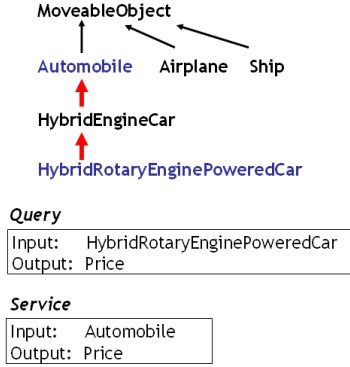 MoveableObject
Automobile Airplane Ship
HybridEngineCar
HybridRotaryEnginePoweredCar
Query
Input: HybridRotaryEnginePoweredCar
Output: Price
Service
Input: Automobile
Output: Price